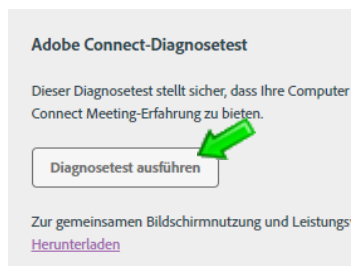 Adobe Connect-Diagnosetest
Dieser Diagnosetest stellt sicher, dass Ihre Computer
Connect Meeting-Erfahrung zu bieten.
Diagnosetest ausführen
Zur gemeinsamen Bildschirmnutzung und Leistungs
Herunterladen